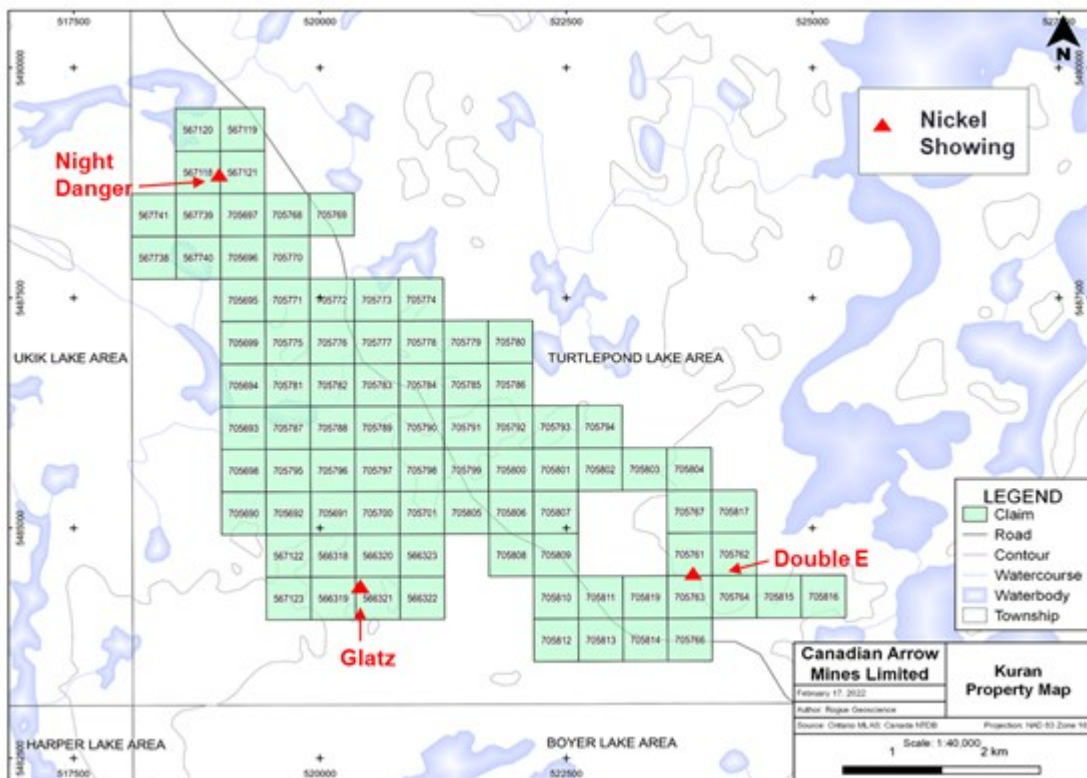 517500 520000 522500 525000
5490000 5490000
N
Nickel
Showing
567120 567119
Night
Danger
567118 567121
567741 567739 705697 705768 705769
567738 567740 705696 705770
5487500 5487500
705695 705771 705772 705773 705774
705699 705775 705776 705777 705778 705779 705780
UKIK LAKE AREA TURTLEPOND LAKE AREA
705694 705781 705782 705783 705784 705785 705786
705693 705787 705788 705789 705790 705791 705792 705793 705794
705698 705795 705796 705797 705798 705799 705800 705801 705802 705803 705804
705690 705692 705691 705700 705701 705805 705806 705807 705767 705817
5485000
567122 566318 566320 566323 705808 705809 705761 705762
Double E
567123 566319 566321 566322 705810 705811 705819 705763 705764 705815 705816
Glatz
705812 705813 705814 705766
LEGEND
Claim
Road
Contour
Watercourse
Waterbody
Township
Canadian Arrow
Mines Limited
Kuran
Property Map
February 17, 2022
Author: Rogue Geoscience
Source: Ontario MLAS; Canada NTDB
Scale: 1:40,000
1 2 km
HARPER LAKE AREA BOYER LAKE AREA
5482500
517500 520000 522500